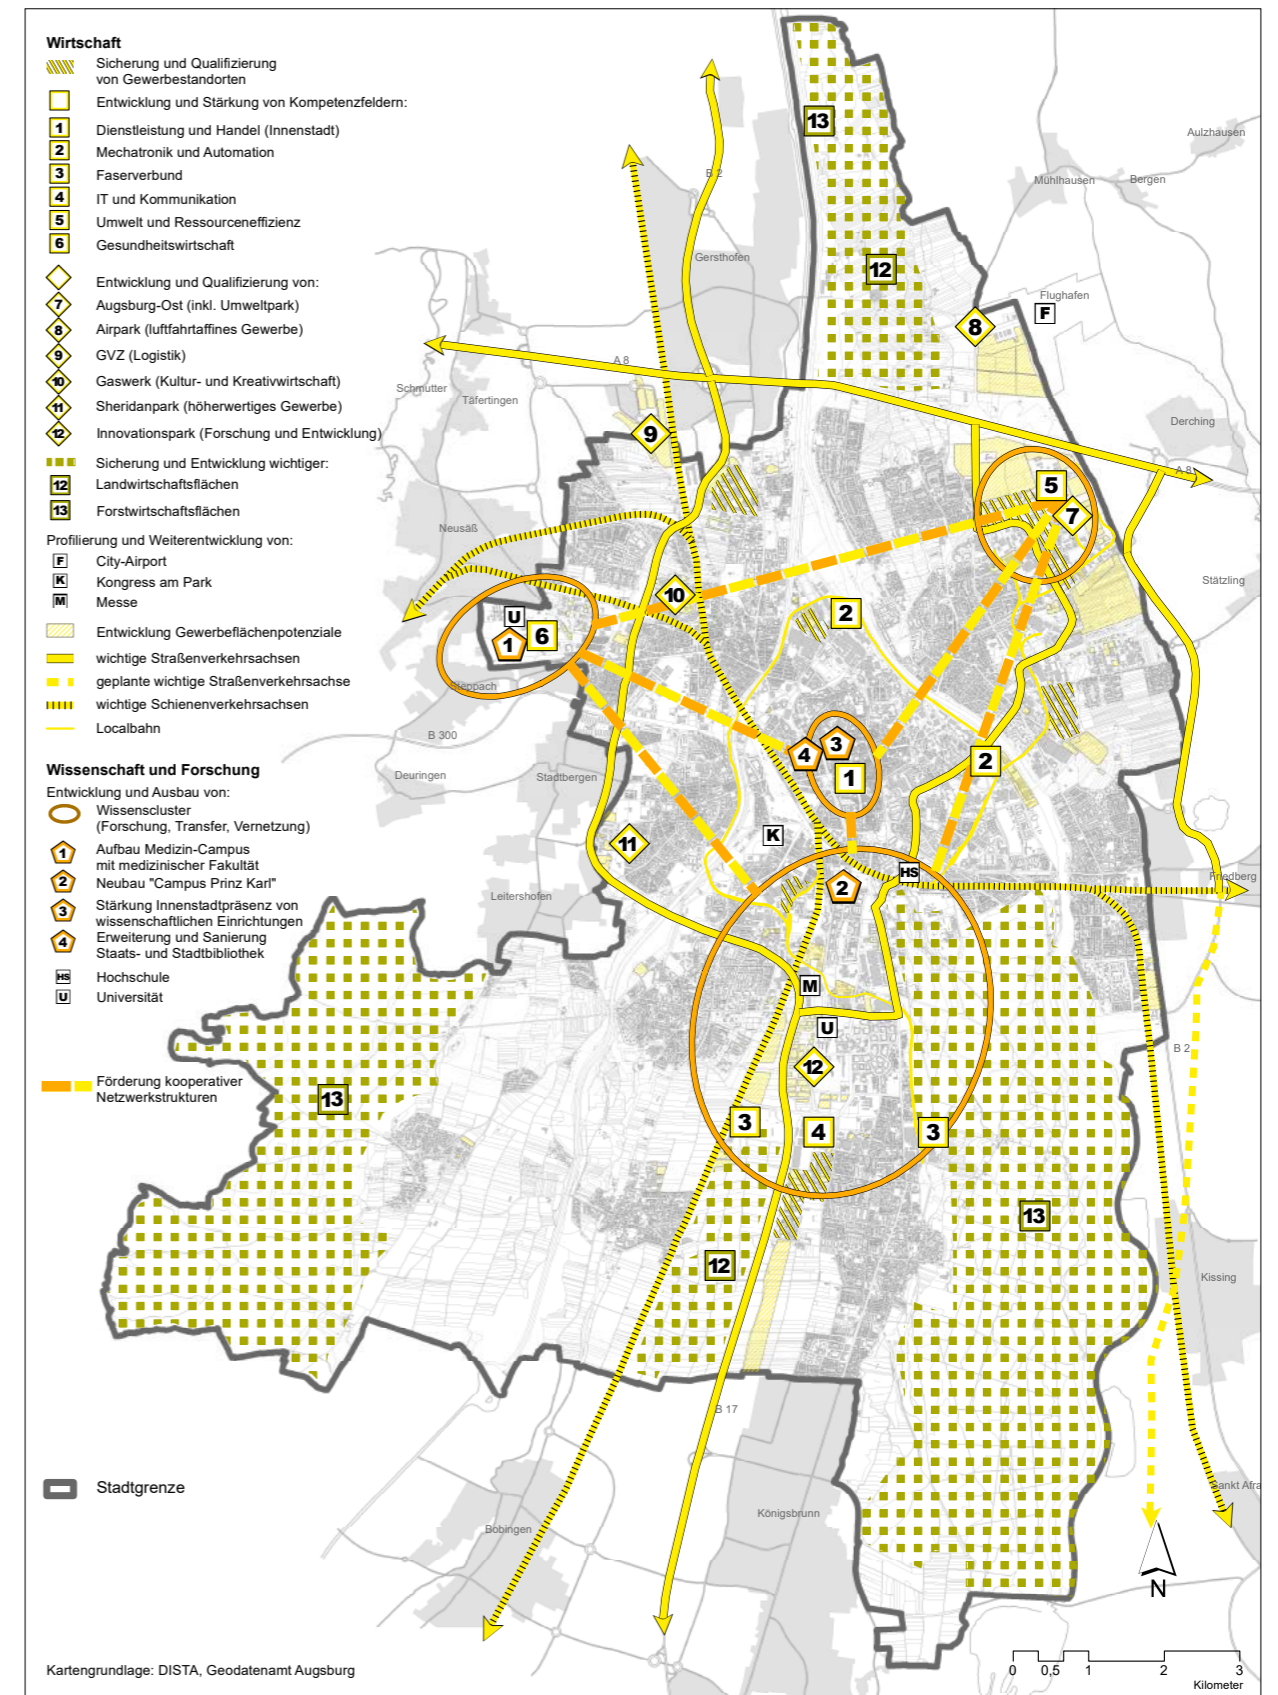 Wirtschaft
Sicherung und Qualifizierung
von Gewerbestandorten
Entwicklung und Stärkung von Kompetenzfeldern:
1 Dienstleistung und Handel (Innenstadt)
2 Mechatronik und Automation
3 Faserverbund
4 IT und Kommunikation
5 Umwelt und Ressourceneffizienz
6 Gesundheitswirtschaft
Entwicklung und Qualifizierung von:
7 Augsburg-Ost (inkl. Umweltpark)
8 Airpark (luftfahrtaffines Gewerbe)
9 GVZ (Logistik)
10 Gaswerk (Kultur- und Kreativwirtschaft)
11 Sheridanpark (höherwertiges Gewerbe)
12 Innovationspark (Forschung und Entwicklung)
Sicherung und Entwicklung wichtiger:
12 Landwirtschaftsflächen
13 Forstwirtschaftsflächen
Profilierung und Weiterentwicklung von:
F City-Airport
K Kongress am Park
M Messe
Entwicklung Gewerbeflächenpotenziale
wichtige Straßenverkehrsachsen
geplante wichtige Straßenverkehrsachse
wichtige Schienenverkehrsachsen
Localbahn
Wissenschaft und Forschung
Entwicklung und Ausbau von:
Wissenscluster
(Forschung, Transfer, Vernetzung)
1 Aufbau Medizin-Campus
mit medizinischer Fakultät
2 Neubau "Campus Prinz Karl"
3 Stärkung Innenstadtpräsenz von
wissenschaftlichen Einrichtungen
4 Erweiterung und Sanierung
Staats- und Stadtbibliothek
HS Hochschule
U Universität
Förderung kooperativer
Netzwerkstrukturen
Stadtgrenze
Kartengrundlage: DISTA, Geodatenamt Augsburg
13
Aulzhausen
B 2
Mühlhausen
Bergen
Gersthofen
12
Flughafen
F
8
A 8
Schmutter
Täfertingen
Derching
9
A 8
5
7
Neusäß
Stätzling
10
2
U
1
6
Steppach
B 300
3
4
1
2
Deuringen
Stadtbergen
K
11
HS
Friedberg
2
Leitershofen
M
U
B 2
12
13
3
4
3
13
12
Kissing
B 17
Sankt Afra
Königsbrunn
Bobingen
N
0 0,5 1 2 3
Kilometer